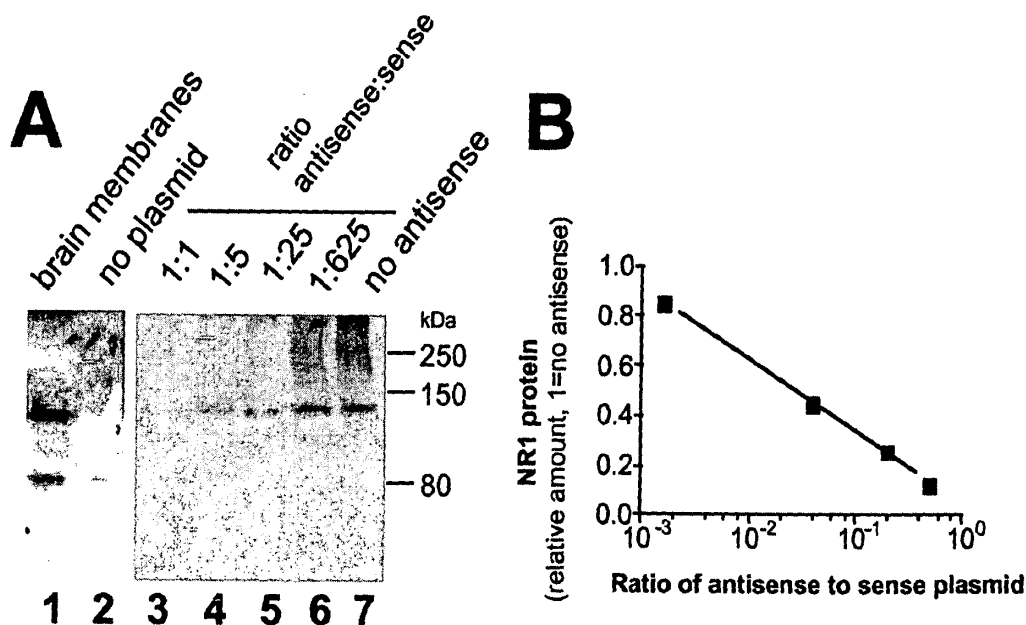 A
brain membranes
no plasmid
ratio
antisense:sense
1:1
1:5
1:25
1:625
no antisense
kDa
250
150
80
1 2 3 4 5 6 7
B
NR1 protein
(relative amount, 1=no antisense)
1.0
0.8
0.6
0.4
0.2
0.0
10⁻³ 10⁻² 10⁻¹ 10⁰
Ratio of antisense to sense plasmid